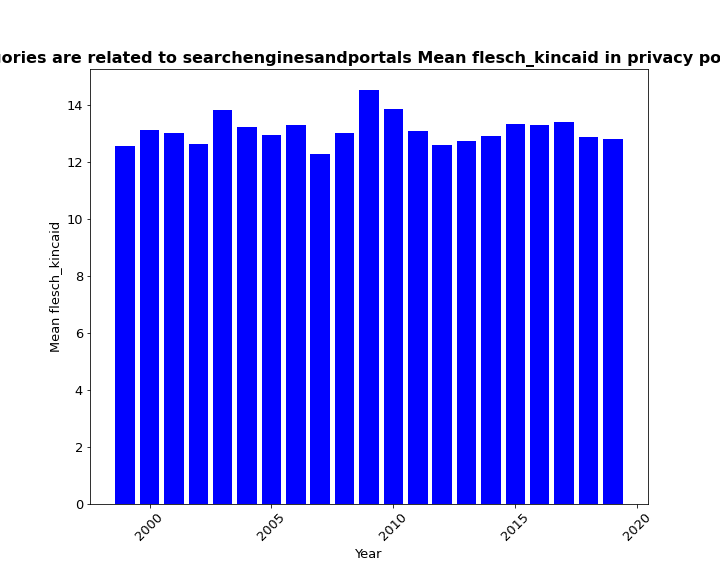 ories are related to searchenginesandportals Mean flesch_kincaid in privacy po
14
12
10
8
6
4
2
0
Mean flesch_kincaid
2000 2005 2010 2015 2020
Year